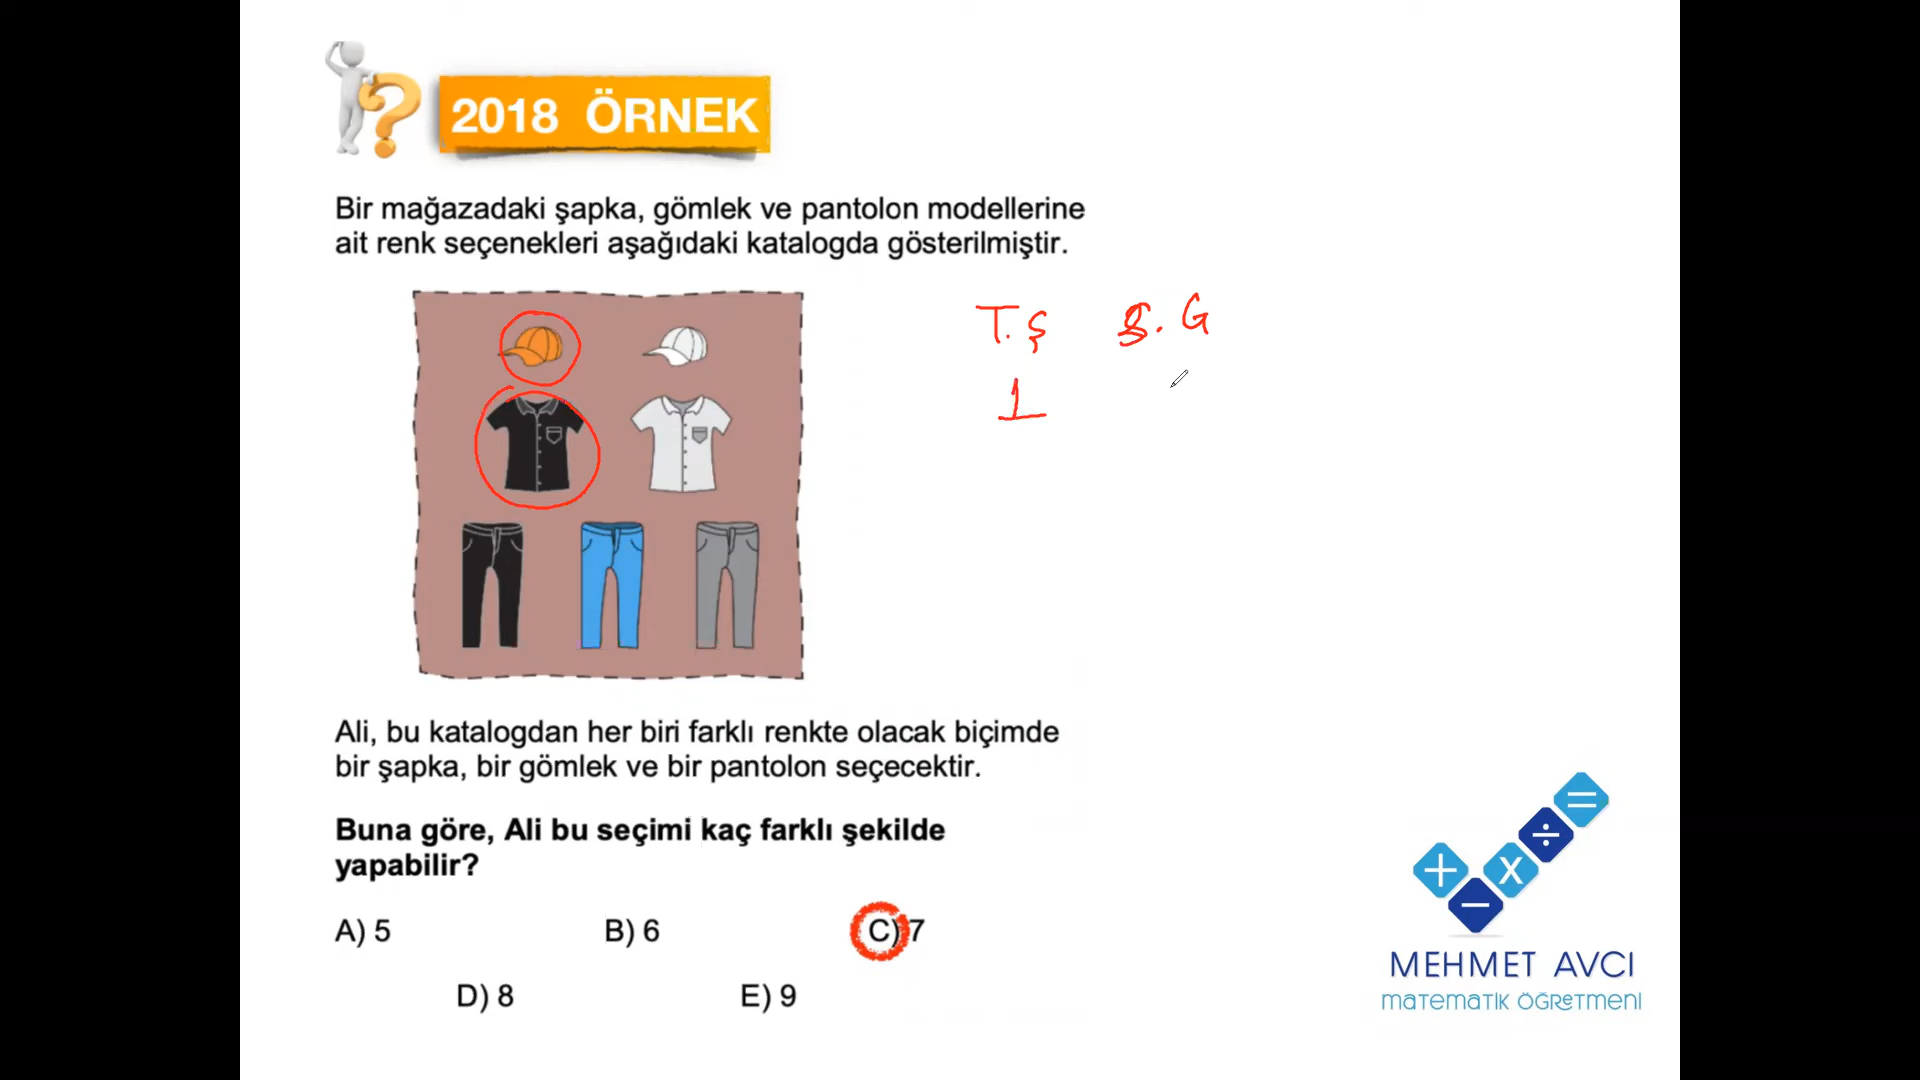 2018 ÖRNEK
Bir mağazadaki şapka, gömlek ve pantolon modellerine
ait renk seçenekleri aşağıdaki katalogda gösterilmiştir.
T.Ş
G
1
Ali, bu katalogdan her biri farklı renkte olacak biçimde
bir şapka, bir gömlek ve bir pantolon seçecektir.
Buna göre, Ali bu seçimi kaç farklı şekilde
yapabilir?
A) 5 B) 6 C) 7
D) 8 E) 9
MEHMET AVCI
MATEMATİK ÖĞRETMENİ